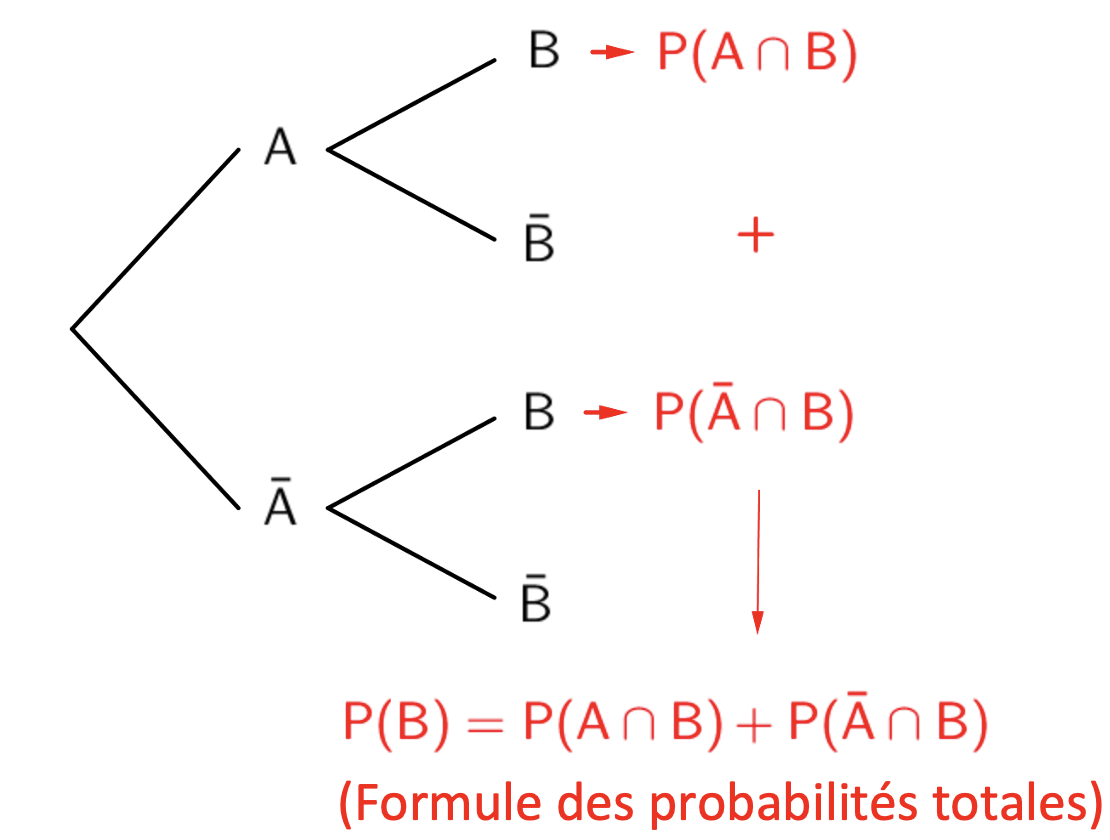 B → P(A ∩ B)
A
B̄
+
B → P(Ā ∩ B)
Ā
B̄
P(B) = P(A ∩ B) + P(Ā ∩ B)
(Formule des probabilités totales)